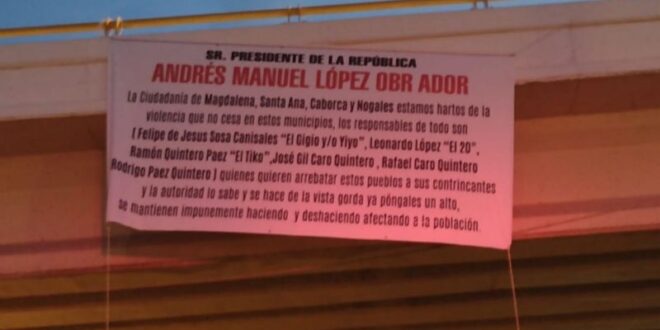 SR. PRESIDENTE DE LA REPÚBLICA
ANDRÉS MANUEL LÓPEZ OBR ADOR
La Ciudadanía de Magdalena, Santa Ana, Caborca y Nogales estamos hartos de la
violencia que no cesa en estos municipios, los responsables de todo son
( Felipe de Jesus Sosa Canisales "El Gigio y/o Yiyo", Leonardo López "El 20",
Ramón Quintero Paez "El Tiko",José Gil Caro Quintero , Rafael Caro Quintero
Rodrigo Paez Quintero ) quienes quieren arrebatar estos pueblos a sus contrincantes
y la autoridad lo sabe y se hace de la vista gorda ya póngales un alto,
se mantienen impunemente haciendo y deshaciendo afectando a la población.